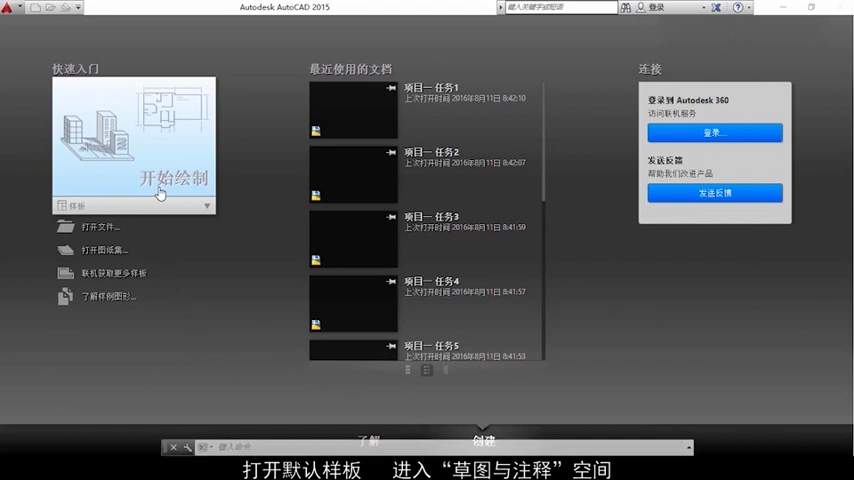 Autodesk AutoCAD 2015
键入关键字或短语
登录
快速入门
开始绘制
样板
打开文件...
打开图纸集...
联机获取更多样板
了解样例图形...
最近使用的文档
项目一 任务1
上次打开时间 2016年8月11日 8:42:10
项目一 任务2
上次打开时间 2016年8月11日 8:42:07
项目一 任务3
上次打开时间 2016年8月11日 8:41:59
项目一 任务4
上次打开时间 2016年8月11日 8:41:57
项目一 任务5
上次打开时间 2016年8月11日 8:41:53
连接
登录到 Autodesk 360
访问联机服务
登录...
发送反馈
帮助我们改进产品
发送反馈
了解
创建
键入命令
打开默认样板 进入“草图与注释”空间